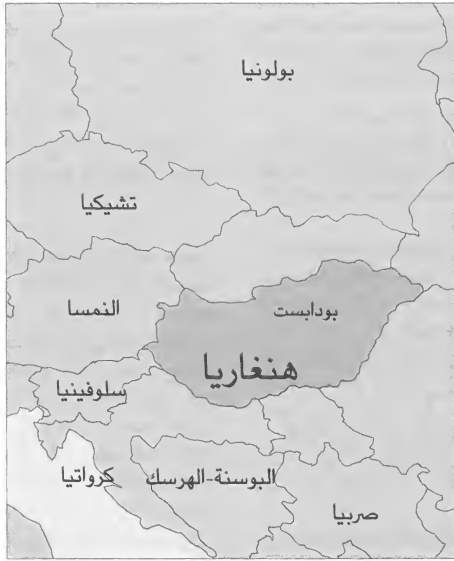 بولونيا
تشيكيا
النمسا
بودابست
هنغاريا
سلوفينيا
كرواتيا
البوسنة-الهرسك
صربيا